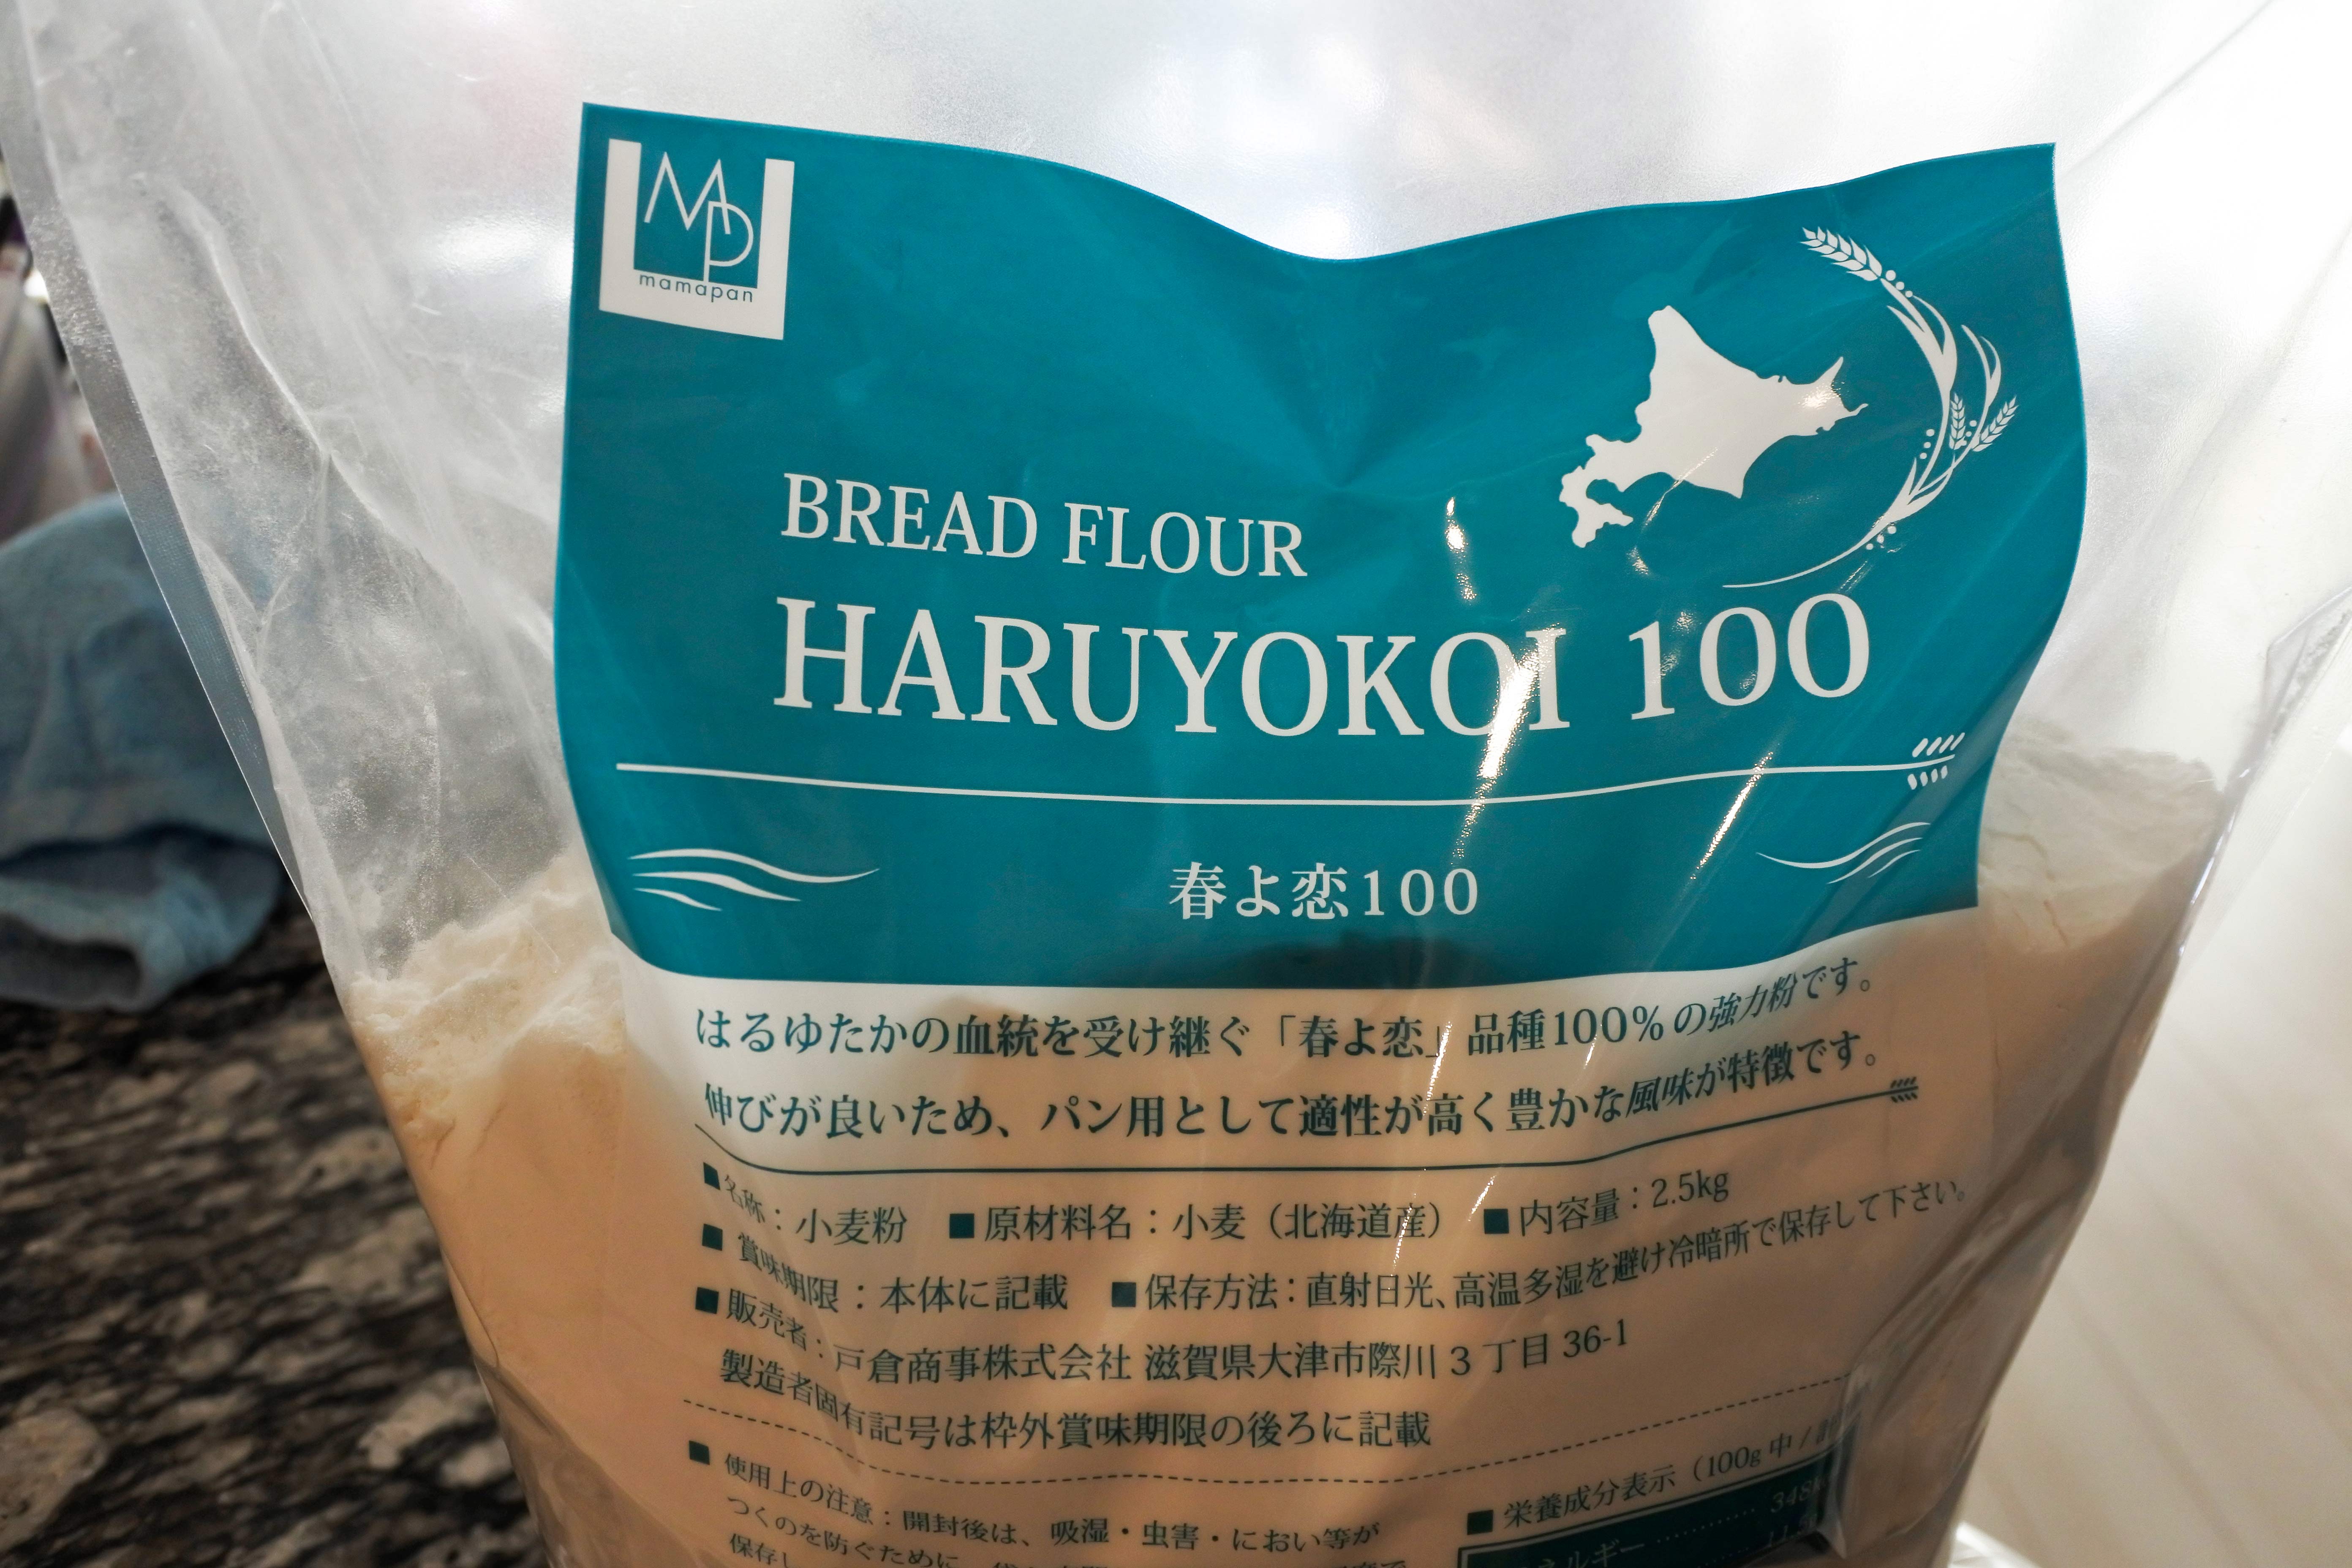 MP
mamapan
BREAD FLOUR
HARUYOKOI 100
春よ恋100
はるゆたかの血統を受け継ぐ「春よ恋」品種100%の強力粉です。
伸びが良いため、パン用として適性が高く豊かな風味が特徴です。
■名称:小麦粉 ■原材料名:小麦(北海道産) ■内容量:2.5kg
■賞味期限:本体に記載 ■保存方法:直射日光、高温多湿を避け冷暗所で保存して下さい。
■販売者:戸倉商事株式会社 滋賀県大津市際川3丁目36-1
製造者固有記号は枠外賞味期限の後ろに記載
■使用上の注意:開封後は、吸湿・虫害・におい等が
つくのを防ぐために、
保存し
■栄養成分表示(100g中/
ネルギー 348